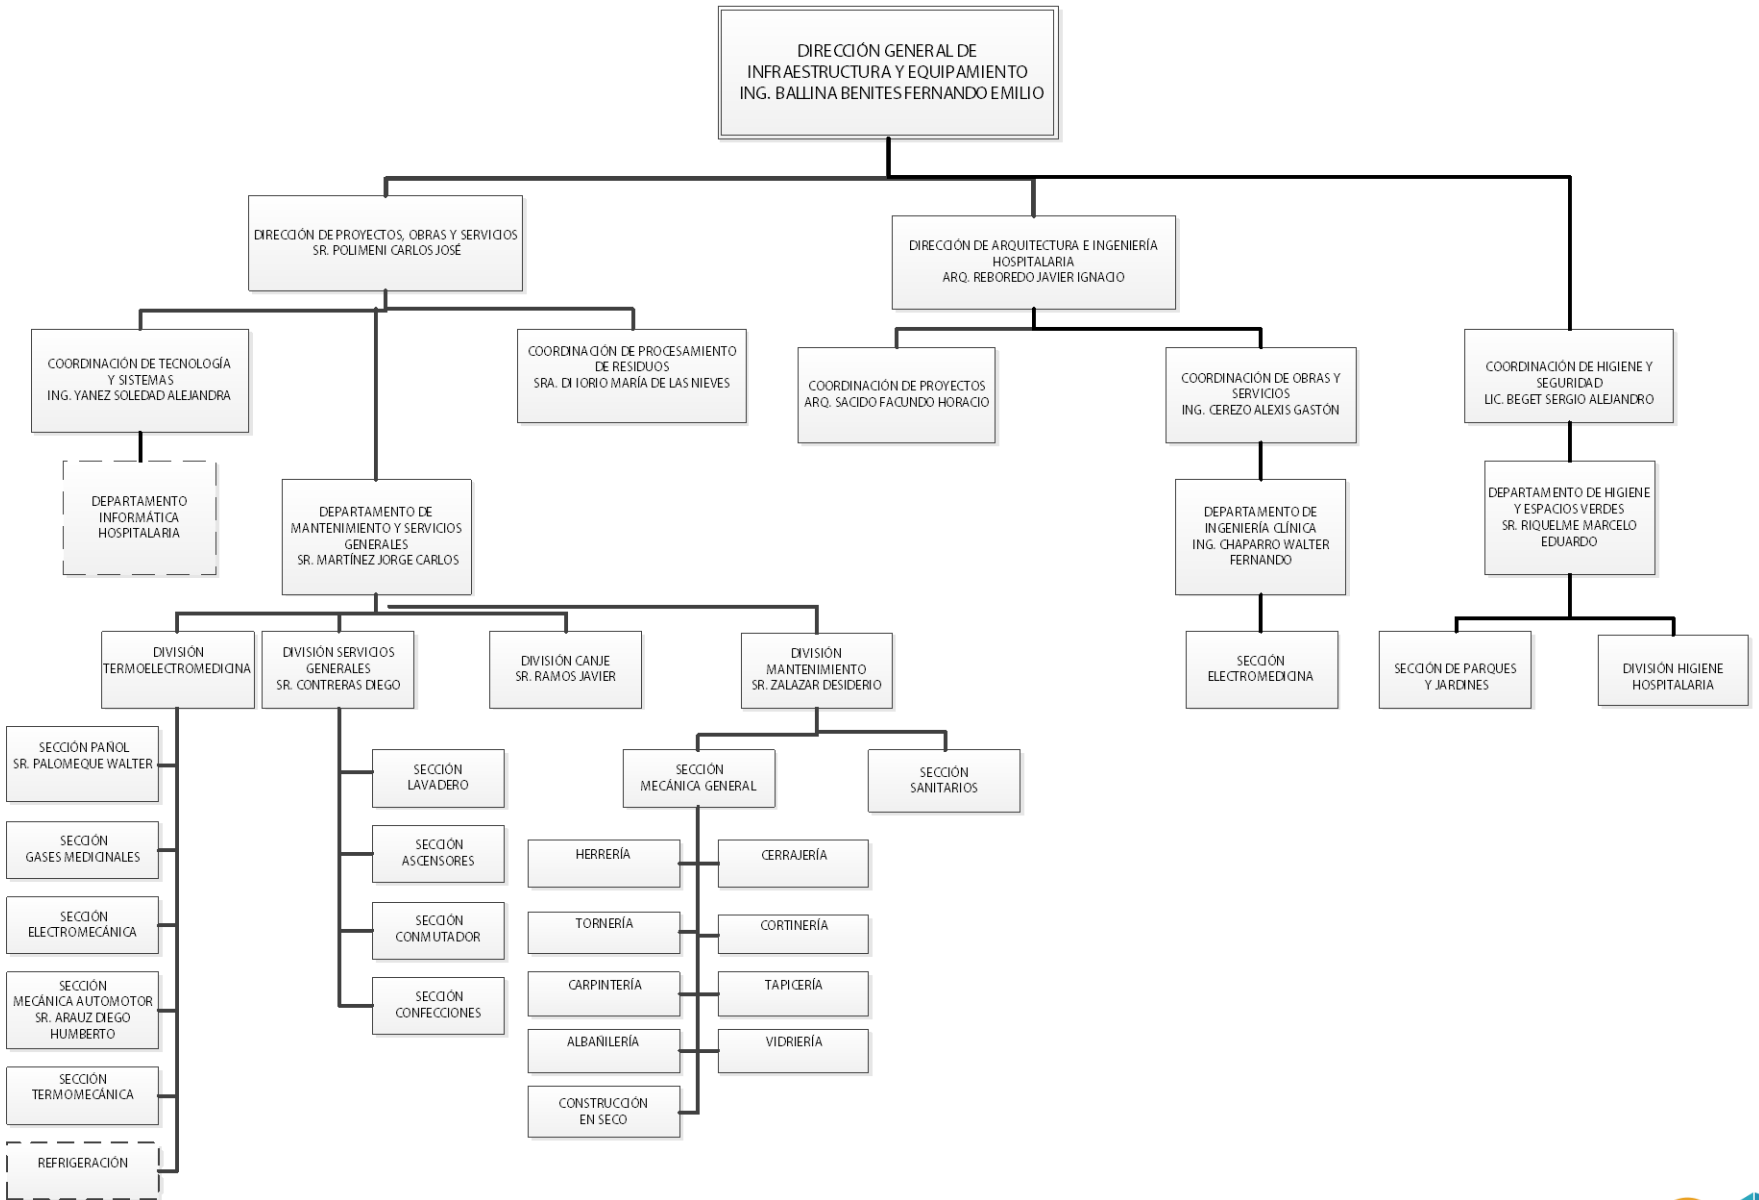 DIRECCIÓN GENERAL DE
INFRAESTRUCTURA Y EQUIPAMIENTO
ING. BALLINA BENITES FERNANDO EMILIO
DIRECCIÓN DE PROYECTOS, OBRAS Y SERVICIOS
SR. POLIMENI CARLOS JOSÉ
DIRECCIÓN DE ARQUITECTURA E INGENIERÍA
HOSPITALARIA
ARQ. REBOREDO JAVIER IGNACIO
COORDINACIÓN DE TECNOLOGÍA
Y SISTEMAS
ING. YANEZ SOLEDAD ALEJANDRA
COORDINACIÓN DE PROCESAMIENTO
DE RESIDUOS
SRA. DI IORIO MARÍA DE LAS NIEVES
COORDINACIÓN DE PROYECTOS
ARQ. SACIDO FACUNDO HORACIO
COORDINACIÓN DE OBRAS Y
SERVICIOS
ING. CEREZO ALEXIS GASTÓN
COORDINACIÓN DE HIGIENE Y
SEGURIDAD
LIC. BEGET SERGIO ALEJANDRO
DEPARTAMENTO
INFORMÁTICA
HOSPITALARIA
DEPARTAMENTO DE
MANTENIMIENTO Y SERVICIOS
GENERALES
SR. MARTÍNEZ JORGE CARLOS
DEPARTAMENTO DE
INGENIERÍA CLÍNICA
ING. CHAPARRO WALTER
FERNANDO
DEPARTAMENTO DE HIGIENE
Y ESPACIOS VERDES
SR. RIQUELME MARCELO
EDUARDO
DIVISIÓN
TERMOELECTROMEDICINA
DIVISIÓN SERVICIOS
GENERALES
SR. CONTRERAS DIEGO
DIVISIÓN CANJE
SR. RAMOS JAVIER
DIVISIÓN
MANTENIMIENTO
SR. ZALAZAR DESIDERIO
SECCIÓN
ELECTROMEDICINA
SECCIÓN DE PARQUES
Y JARDINES
DIVISIÓN HIGIENE
HOSPITALARIA
SECCIÓN PAÑOL
SR. PALOMEQUE WALTER
SECCIÓN
GASES MEDICINALES
SECCIÓN
ELECTROMECÁNICA
SECCIÓN
MECÁNICA AUTOMOTOR
SR. ARAUZ DIEGO
HUMBERTO
SECCIÓN
TERMOMECÁNICA
REFRIGERACIÓN
SECCIÓN
LAVADERO
SECCIÓN
ASCENSORES
SECCIÓN
CONMUTADOR
SECCIÓN
CONFECCIONES
SECCIÓN
MECÁNICA GENERAL
SECCIÓN
SANITARIOS
HERRERÍA
CERRAJERÍA
TORNERÍA
CORTINERÍA
CARPINTERÍA
TAPICERÍA
ALBAÑILERÍA
VIDRIERÍA
CONSTRUCCIÓN
EN SECO